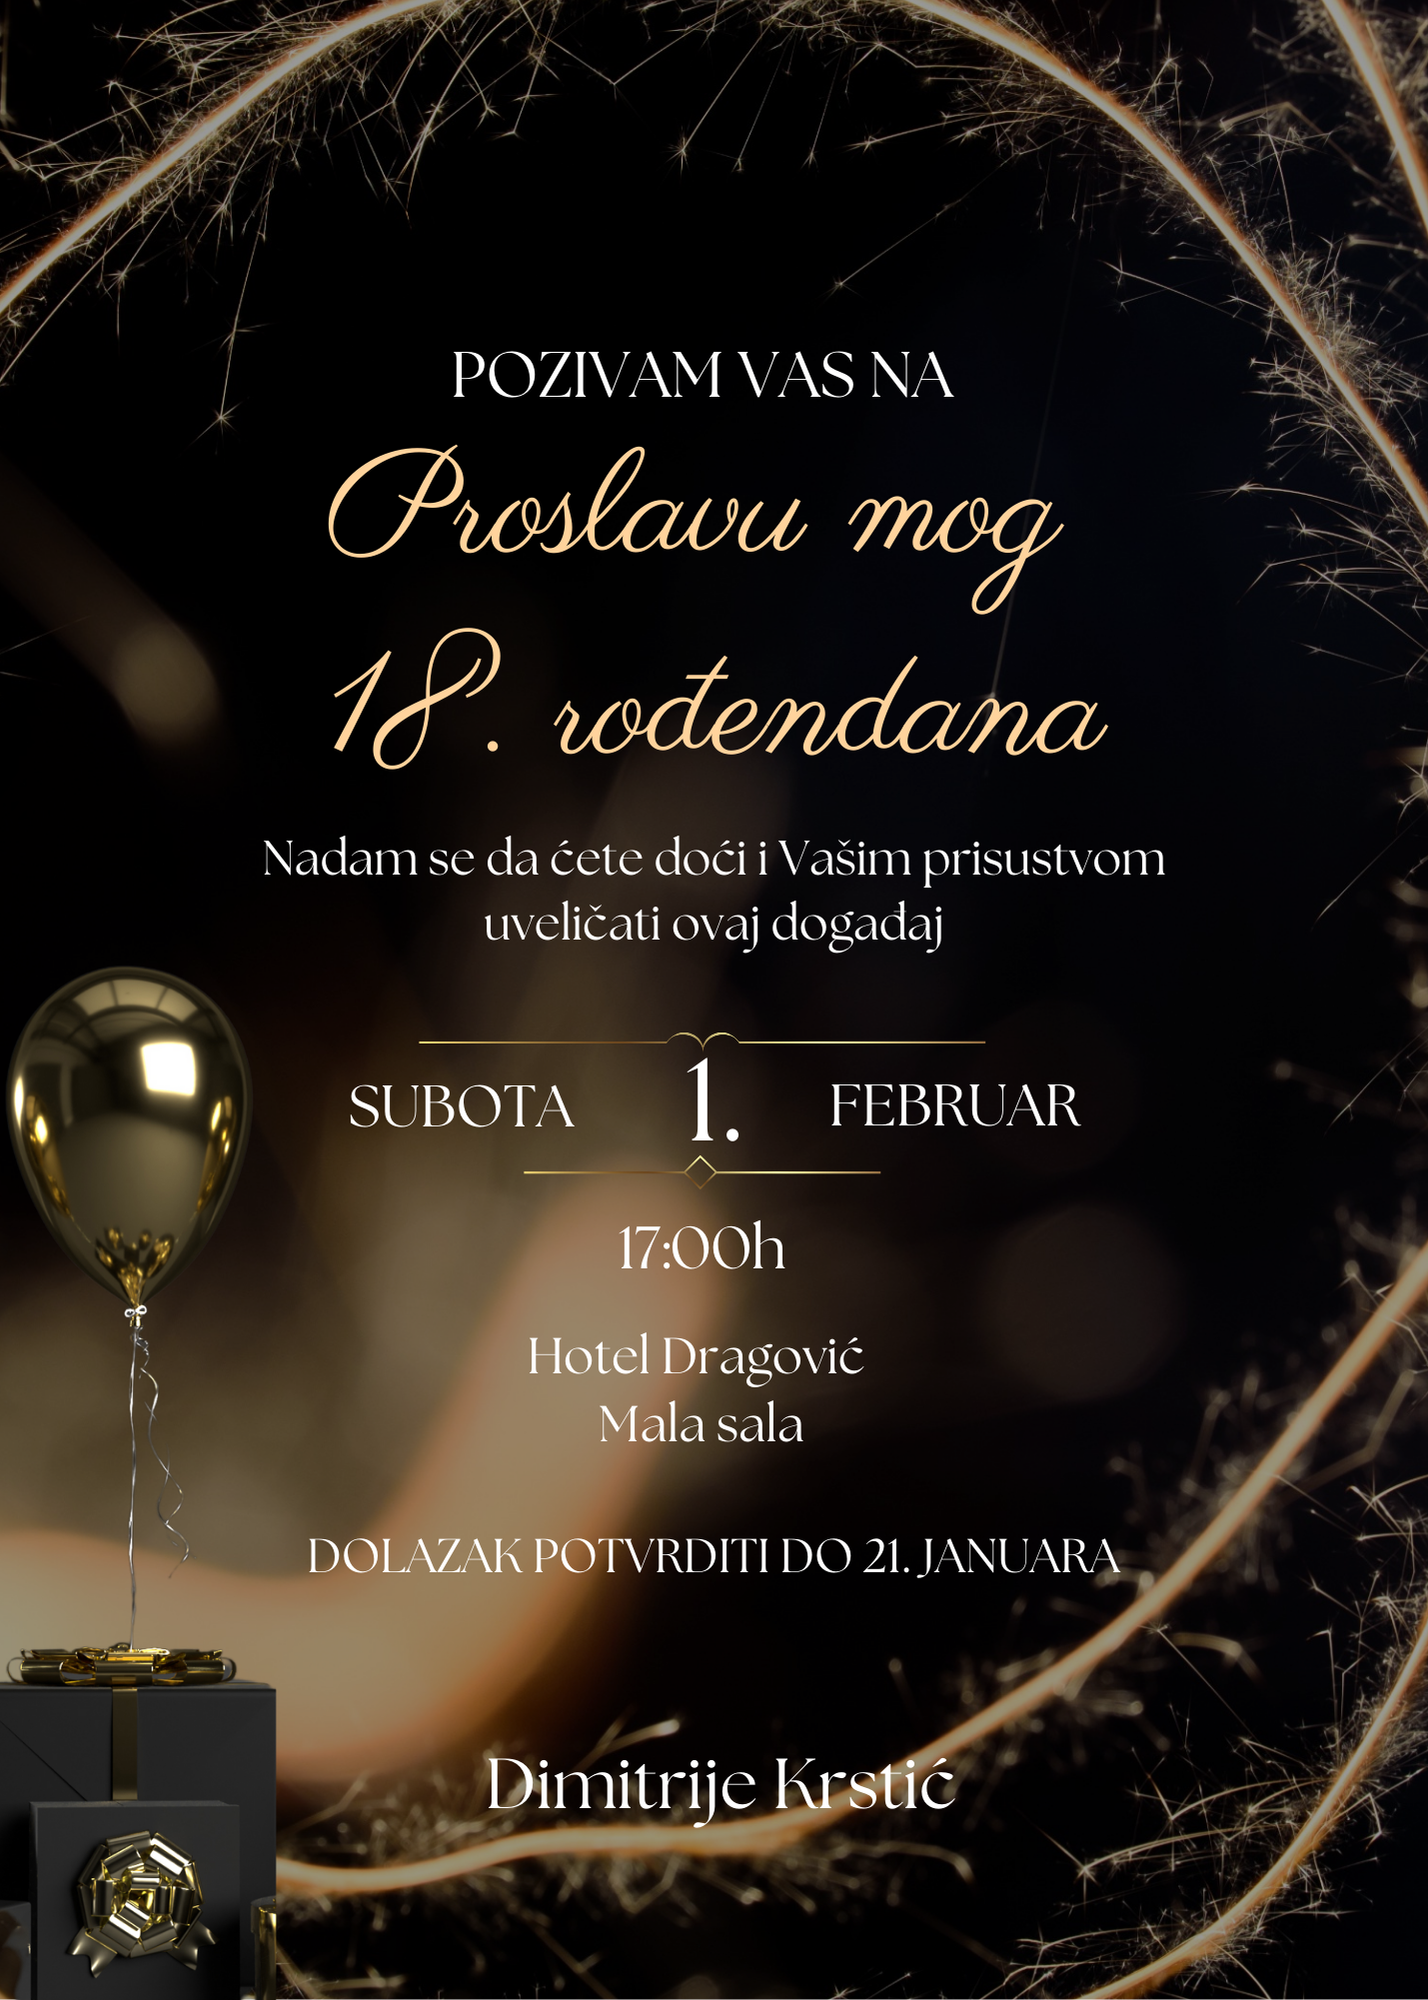 POZIVAM VAS NA
Proslavu mog
18. rođendana
Nadam se da ćete doći i Vašim prisustvom
uveličati ovaj događaj
SUBOTA 1. FEBRUAR
17:00h
Hotel Dragović
Mala sala
DOLAZAK POTVRDITI DO 21. JANUARA
Dimitrije Krstić